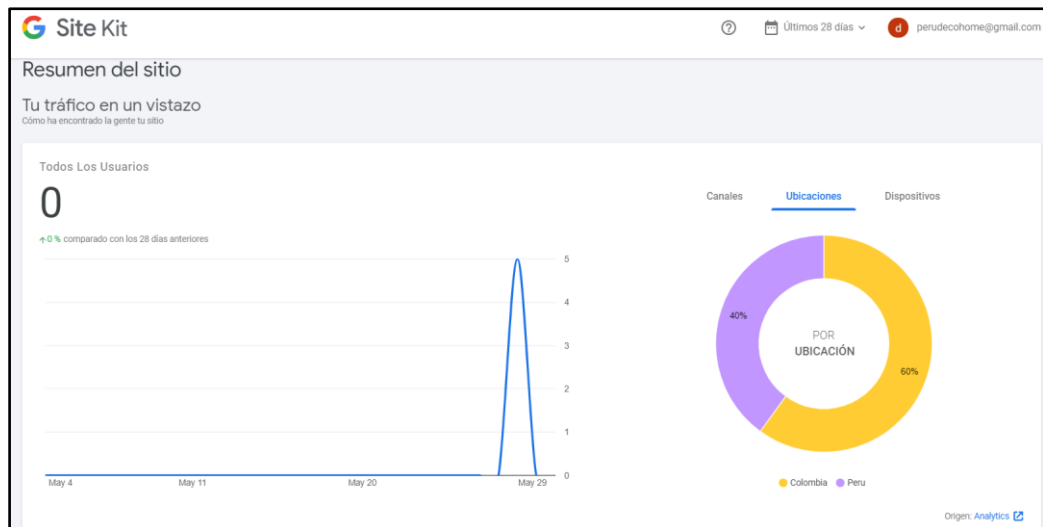 G Site Kit
Últimos 28 días
d
perudecohome@gmail.com
Resumen del sitio
Tu tráfico en un vistazo
Cómo ha encontrado la gente tu sitio
Todos Los Usuarios
0
0 % comparado con los 28 días anteriores
Canales
Ubicaciones
Dispositivos
5
4
3
2
1
0
May 4
May 11
May 20
May 29
40%
60%
POR
UBICACIÓN
Colombia
Peru
Origen: Analytics